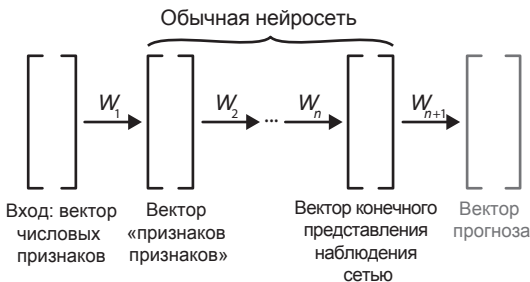 Обычная нейросеть
W1 W2 ... Wn Wn+1
Вход: вектор
числовых
признаков
Вектор
«признаков
признаков»
Вектор конечного
представления
наблюдения
сетью
Вектор
прогноза